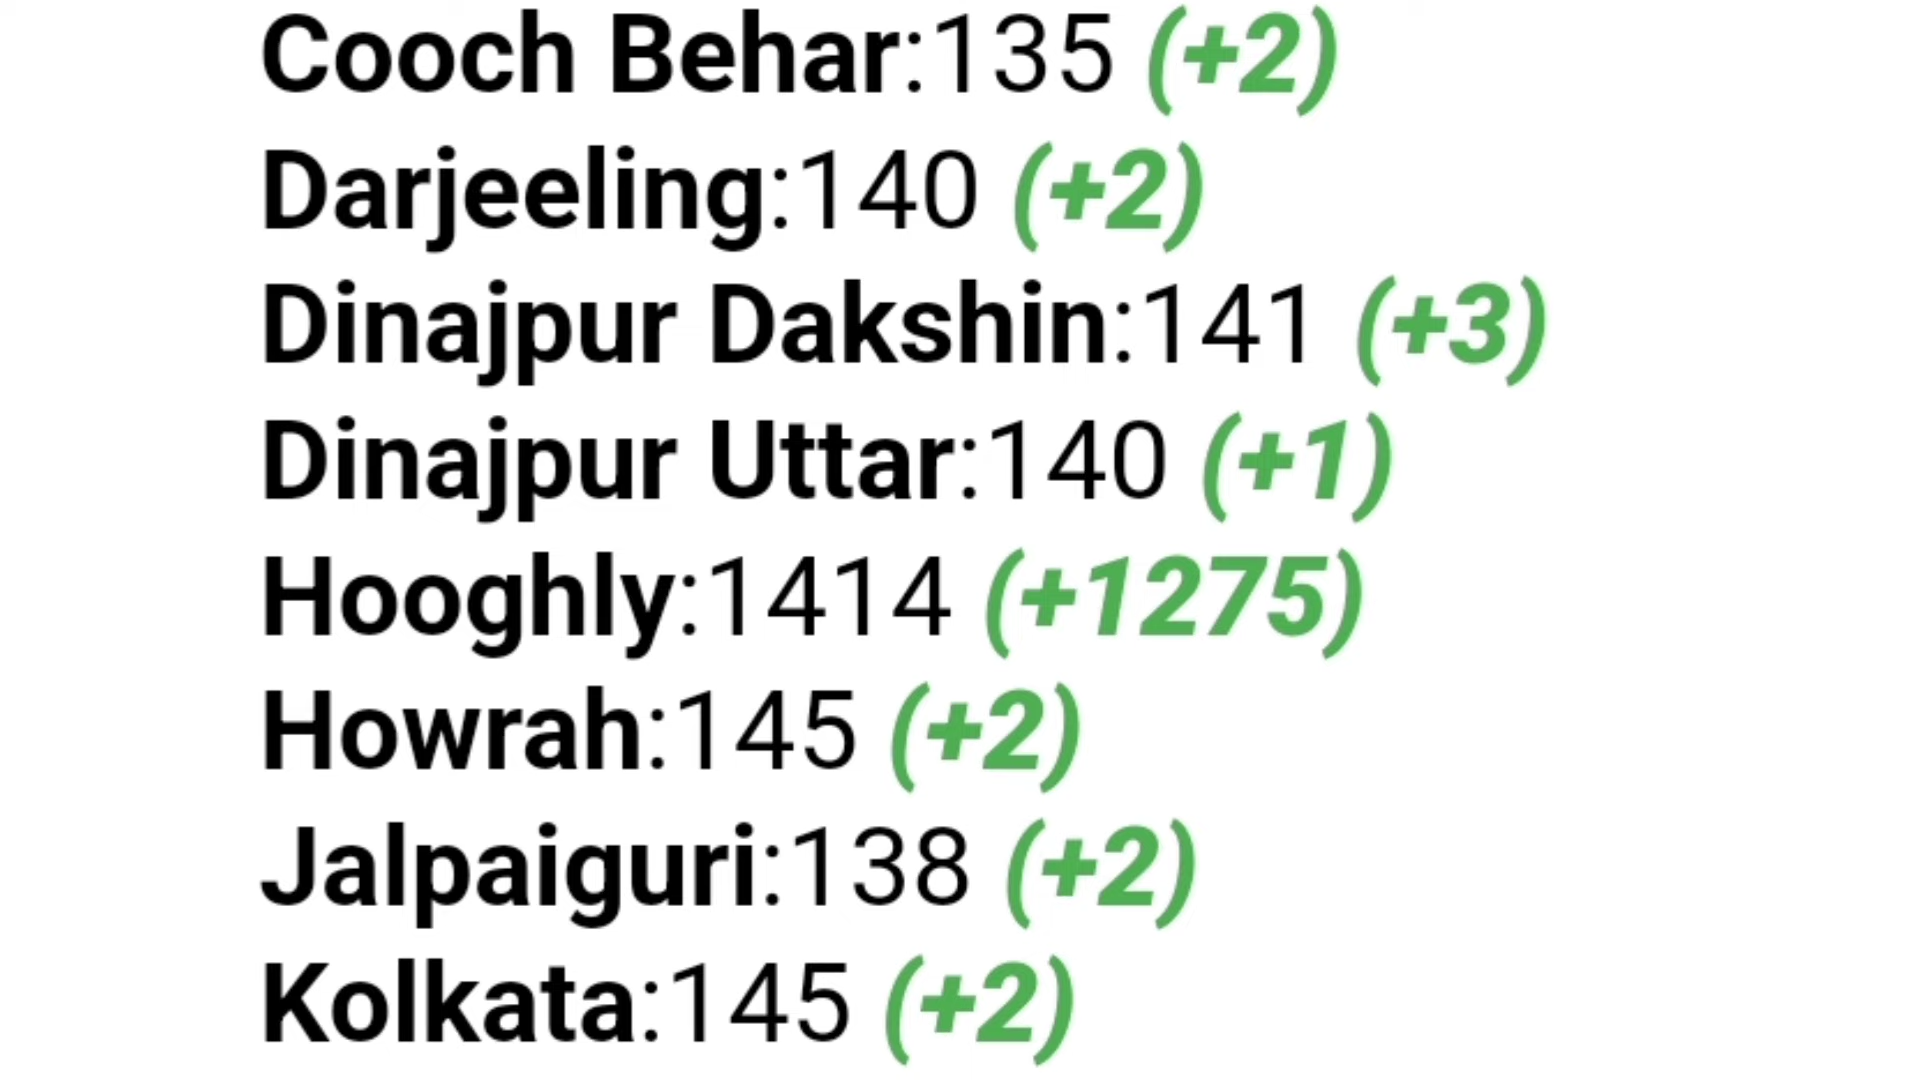 Cooch Behar:135 (+2)
Darjeeling:140 (+2)
Dinajpur Dakshin:141 (+3)
Dinajpur Uttar:140 (+1)
Hooghly:1414 (+1275)
Howrah:145 (+2)
Jalpaiguri:138 (+2)
Kolkata:145 (+2)